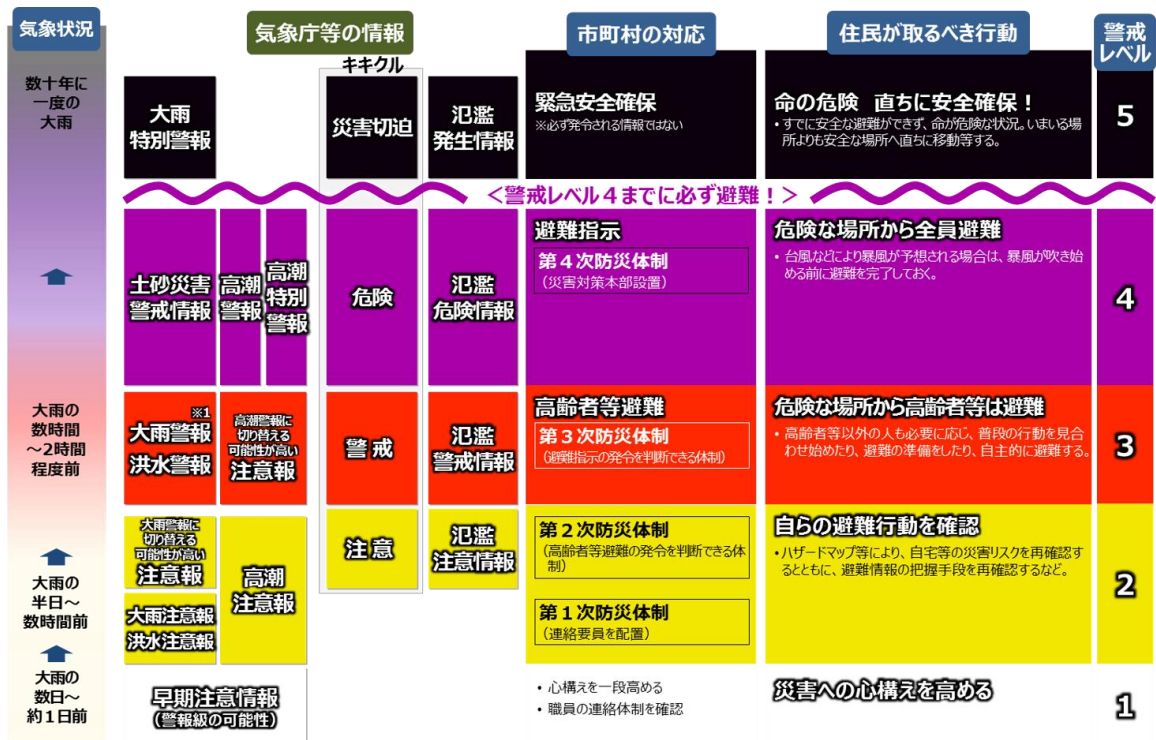 気象状況
気象庁等の情報
市町村の対応
住民が取るべき行動
警戒
レベル
キキクル
数十年に
一度の
大雨
大雨
特別警報
災害切迫
氾濫
発生情報
緊急安全確保
※必ず発令される情報ではない
命の危険 直ちに安全確保！
・すでに安全な避難ができず、命が危険な状況。いまいる場
所よりも安全な場所へ直ちに移動等する。
5
＜警戒レベル４までに必ず避難！＞
土砂災害
警戒情報
高潮
警報
高潮
特別
警報
危険
氾濫
危険情報
避難指示
第４次防災体制
（災害対策本部設置）
危険な場所から全員避難
・台風などにより暴風が予想される場合は、暴風が吹き始
める前に避難を完了しておく。
4
大雨の
数時間
～2時間
程度前
※1
大雨警報
洪水警報
高潮警報に
切り替える
可能性が高い
注意報
警戒
氾濫
警戒情報
高齢者等避難
第３次防災体制
（避難指示の発令を判断できる体制）
危険な場所から高齢者等は避難
・高齢者等以外の人も必要に応じ、普段の行動を見合
わせ始めたり、避難の準備をしたり、自主的に避難する。
3
大雨の
半日～
数時間前
大雨警報に
切り替える
可能性が高い
注意報
大雨注意報
洪水注意報
高潮
注意報
注意
氾濫
注意情報
第２次防災体制
（高齢者等避難の発令を判断できる体
制）
第１次防災体制
（連絡要員を配置）
自らの避難行動を確認
・ハザードマップ等により、自宅等の災害リスクを再確認す
るとともに、避難情報の把握手段を再確認するなど。
2
大雨の
数日～
約１日前
早期注意情報
（警報級の可能性）
・心構えを一段高める
・職員の連絡体制を確認
災害への心構えを高める
1